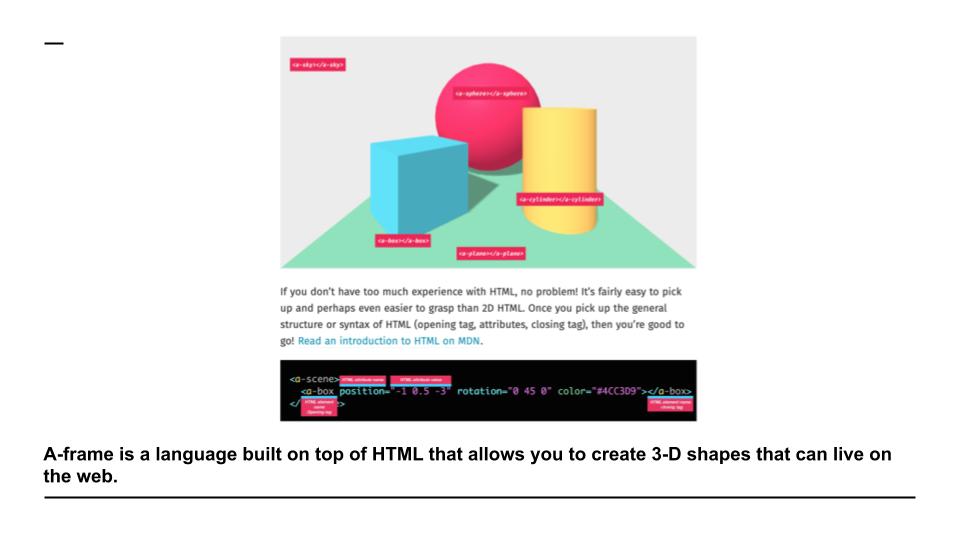 <a-sky></a-sky>
<a-sphere></a-sphere>
<a-cylinder></a-cylinder>
<a-box></a-box>
<a-plane></a-plane>
If you don't have too much experience with HTML, no problem! It's fairly easy to pick
up and perhaps even easier to grasp than 2D HTML. Once you pick up the general
structure or syntax of HTML (opening tag, attributes, closing tag), then you're good to
go! Read an introduction to HTML on MDN.
<a-scene> HTML attribute name HTML attribute value
<a-box position="-1 0.5 -3" rotation="0 45 0" color="#4CC3D9"></a-box>
</ >
HTML element
name
(Opening tag
HTML element name
closing tag)
A-frame is a language built on top of HTML that allows you to create 3-D shapes that can live on
the web.